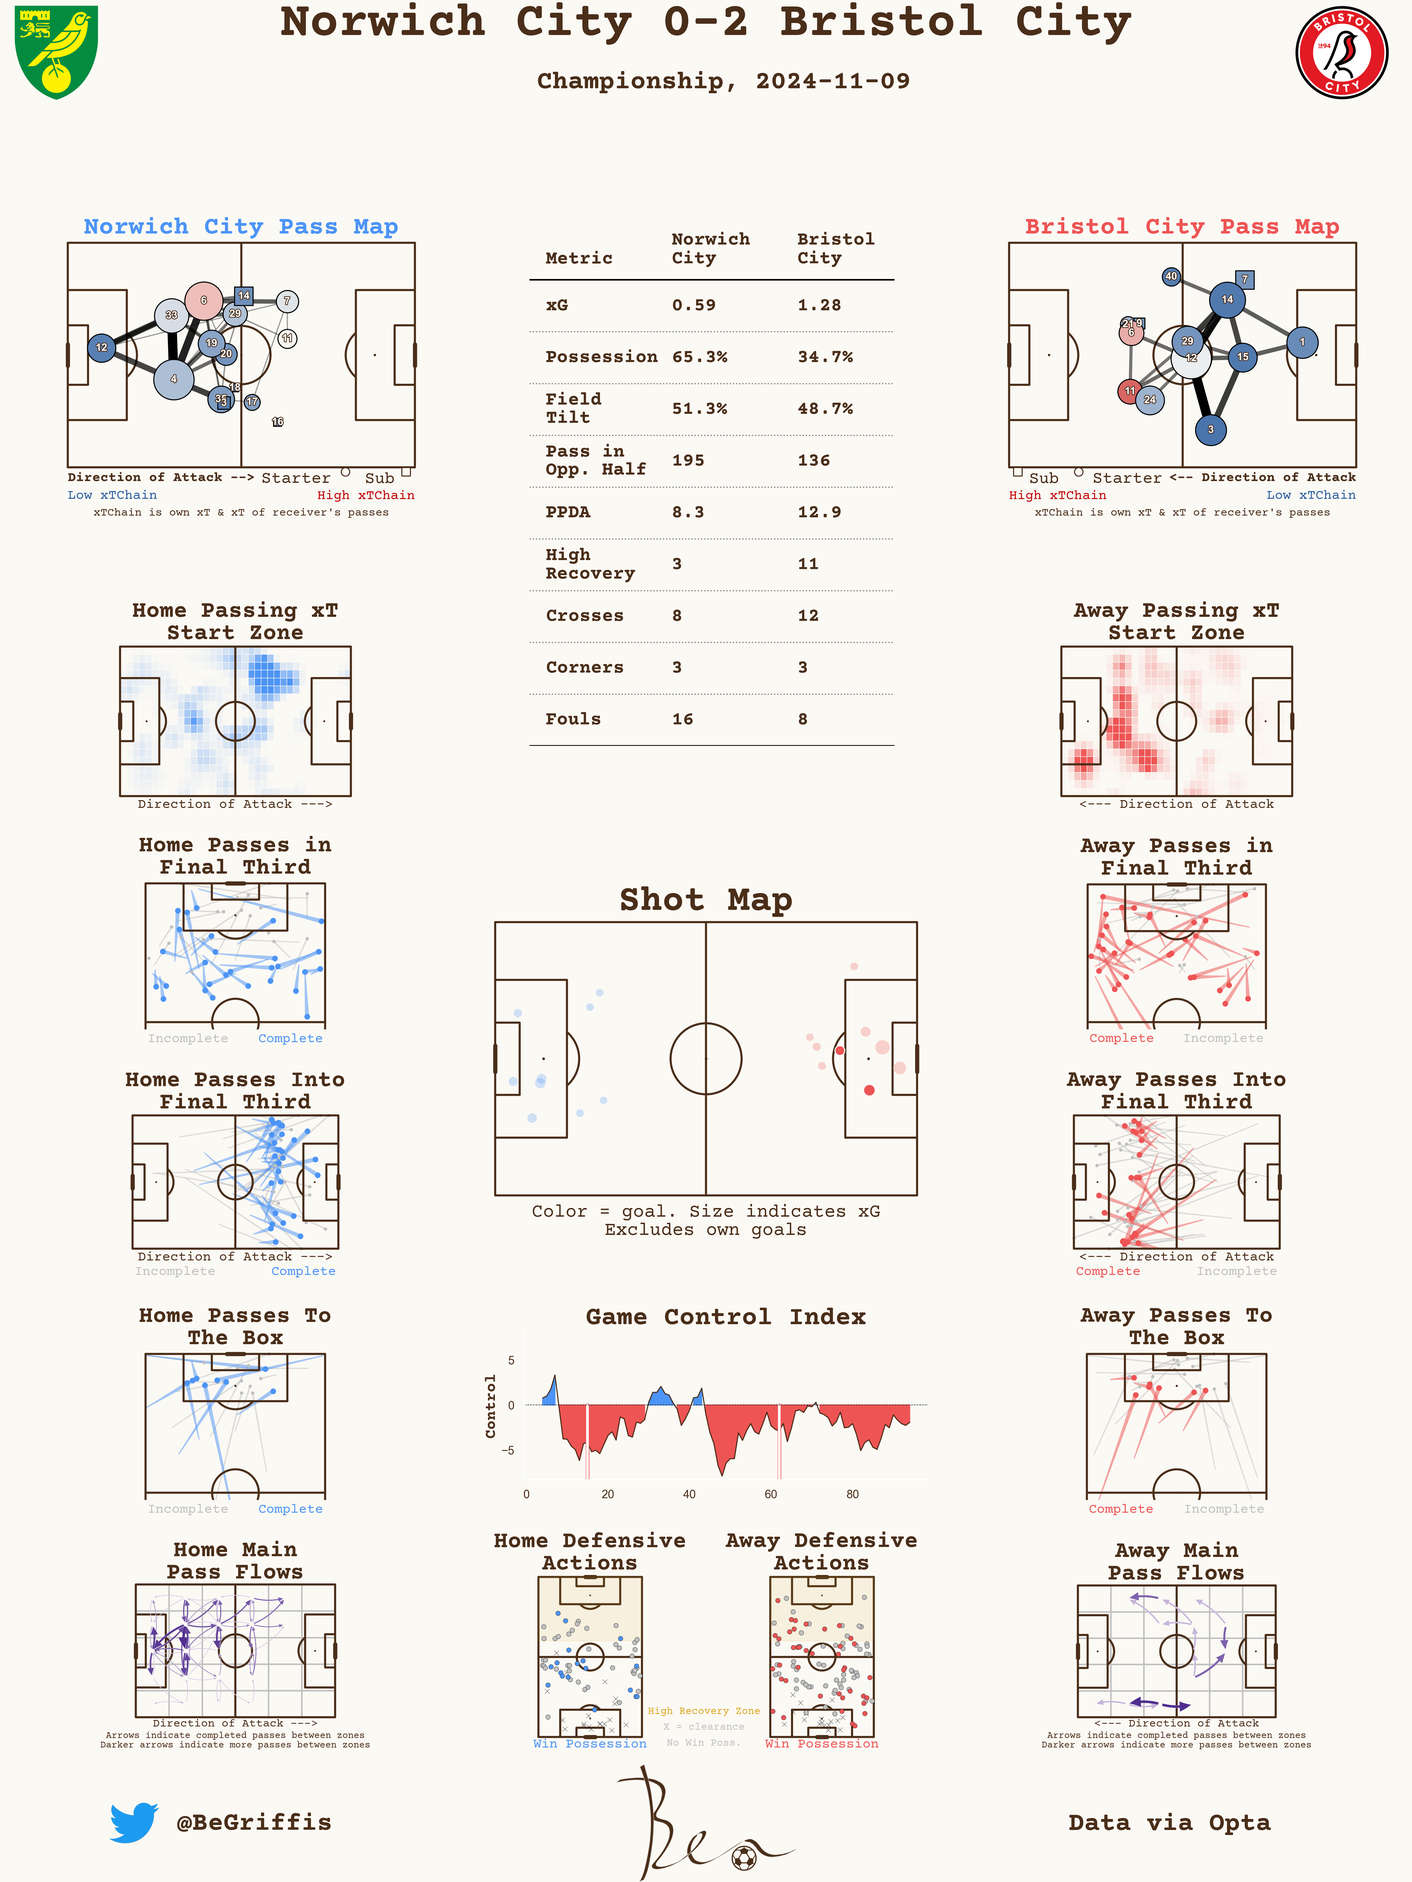 Norwich City 0-2 Bristol City
Championship, 2024-11-09
BRISTOL
1894
CITY
Norwich City Pass Map
12
33
6
4
19
20
29
14
7
11
18
35
3
17
16
Direction of Attack --> Starter Sub
Low xTChain High xTChain
xTChain is own xT & xT of receiver's passes
Metric Norwich City Bristol City
xG 0.59 1.28
Possession 65.3% 34.7%
Field Tilt 51.3% 48.7%
Pass in Opp. Half 195 136
PPDA 8.3 12.9
High Recovery 3 11
Crosses 8 12
Corners 3 3
Fouls 16 8
Bristol City Pass Map
40
7
14
21
9
6
29
12
15
1
11
24
3
Sub Starter <-- Direction of Attack
High xTChain Low xTChain
xTChain is own xT & xT of receiver's passes
Home Passing xT
Start Zone
Direction of Attack --->
Away Passing xT
Start Zone
<--- Direction of Attack
Home Passes in
Final Third
Incomplete Complete
Away Passes in
Final Third
Complete Incomplete
Shot Map
Color = goal. Size indicates xG
Excludes own goals
Home Passes Into
Final Third
Direction of Attack --->
Incomplete Complete
Away Passes Into
Final Third
<--- Direction of Attack
Complete Incomplete
Home Passes To
The Box
Incomplete Complete
Game Control Index
Control
5
0
−5
0 20 40 60 80
Away Passes To
The Box
Complete Incomplete
Home Main
Pass Flows
Direction of Attack --->
Arrows indicate completed passes between zones
Darker arrows indicate more passes between zones
Home Defensive
Actions
Win Possession
Away Defensive
Actions
Win Possession
High Recovery Zone
X = clearance
No Win Poss.
Away Main
Pass Flows
<--- Direction of Attack
Arrows indicate completed passes between zones
Darker arrows indicate more passes between zones
@BeGriffis
Ben
Data via Opta